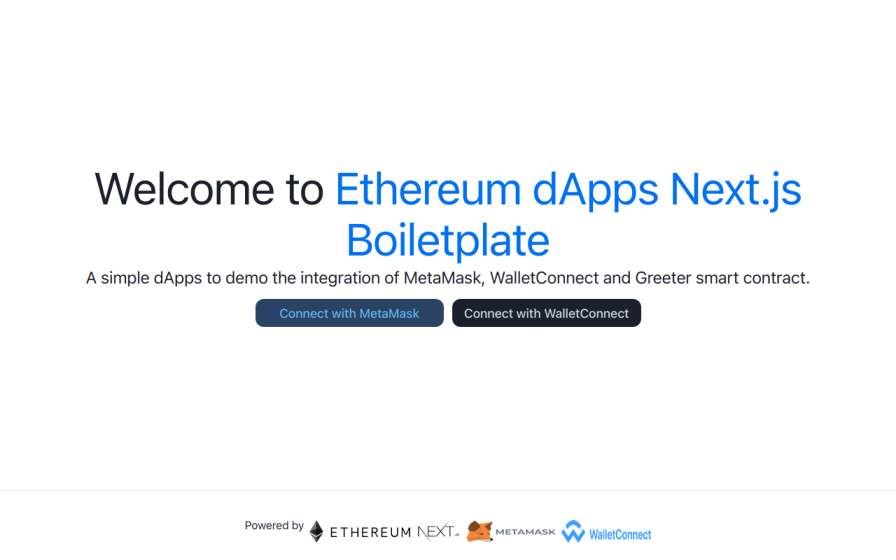 Welcome to Ethereum dApps Next.js
Boiletplate
A simple dApps to demo the integration of MetaMask, WalletConnect and Greeter smart contract.
Connect with MetaMask Connect with WalletConnect
Powered by ETHEREUM NEXT.JS METAMASK WalletConnect